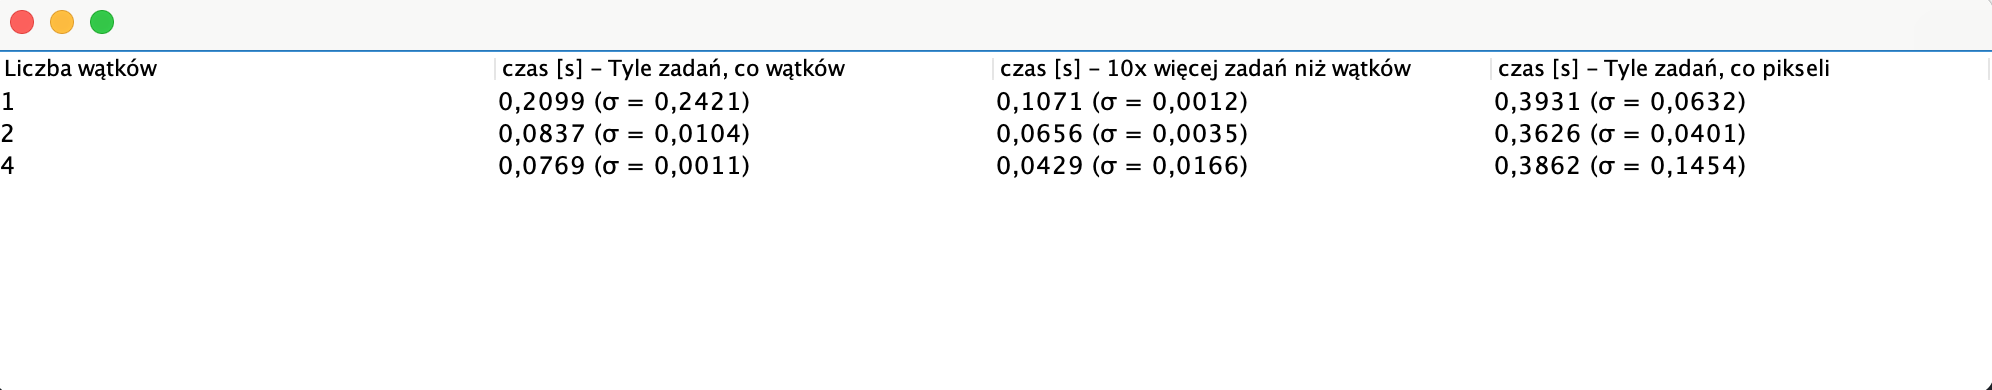 Liczba wątków czas [s] – Tyle zadań, co wątków czas [s] – 10x więcej zadań niż wątków czas [s] – Tyle zadań, co pikseli
1 0,2099 (σ = 0,2421) 0,1071 (σ = 0,0012) 0,3931 (σ = 0,0632)
2 0,0837 (σ = 0,0104) 0,0656 (σ = 0,0035) 0,3626 (σ = 0,0401)
4 0,0769 (σ = 0,0011) 0,0429 (σ = 0,0166) 0,3862 (σ = 0,1454)